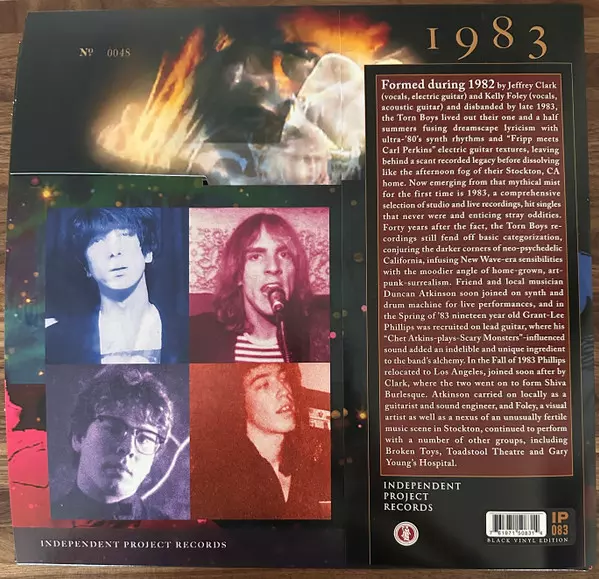 Nº 0048
1983
Formed during 1982 by Jeffrey Clark
(vocals, electric guitar) and Kelly Foley (vocals,
acoustic guitar) and disbanded by late 1983,
the Torn Boys lived out their one and a half
summers fusing dreamscape lyricism with
ultra-'80's synth rhythms and “Fripp meets
Carl Perkins” electric guitar textures, leaving
behind a scant recorded legacy before dissolving
like the afternoon fog of their Stockton, CA
home. Now emerging from that mythical mist
for the first time is 1983, a comprehensive
selection of studio and live recordings, hit singles
that never were and enticing stray oddities.
Forty years after the fact, the Torn Boys re-
cordings still fend off basic categorization,
conjuring the darker corners of neo-psychedelic
California, infusing New Wave-era sensibilities
with the moodier angle of home-grown, art-
punk-surrealism. Friend and local musician
Duncan Atkinson soon joined on synth and
drum machine for live performances, and in
the Spring of '83 nineteen year old Grant-Lee
Phillips was recruited on lead guitar, where his
“Chet Atkins-plays-Scary Monsters”-influenced
sound added an indelible and unique ingredient
to the band's alchemy. In the Fall of 1983 Phillips
relocated to Los Angeles, joined soon after by
Clark, where the two went on to form Shiva
Burlesque. Atkinson carried on locally as a
guitarist and sound engineer, and Foley, a visual
artist as well as a nexus of an unusually fertile
music scene in Stockton, continued to perform
with a number of other groups, including
Broken Toys, Toadstool Theatre and Gary
Young's Hospital.
INDEPENDENT
PROJECT
RECORDS
IP
083
BLACK VINYL EDITION
INDEPENDENT PROJECT RECORDS